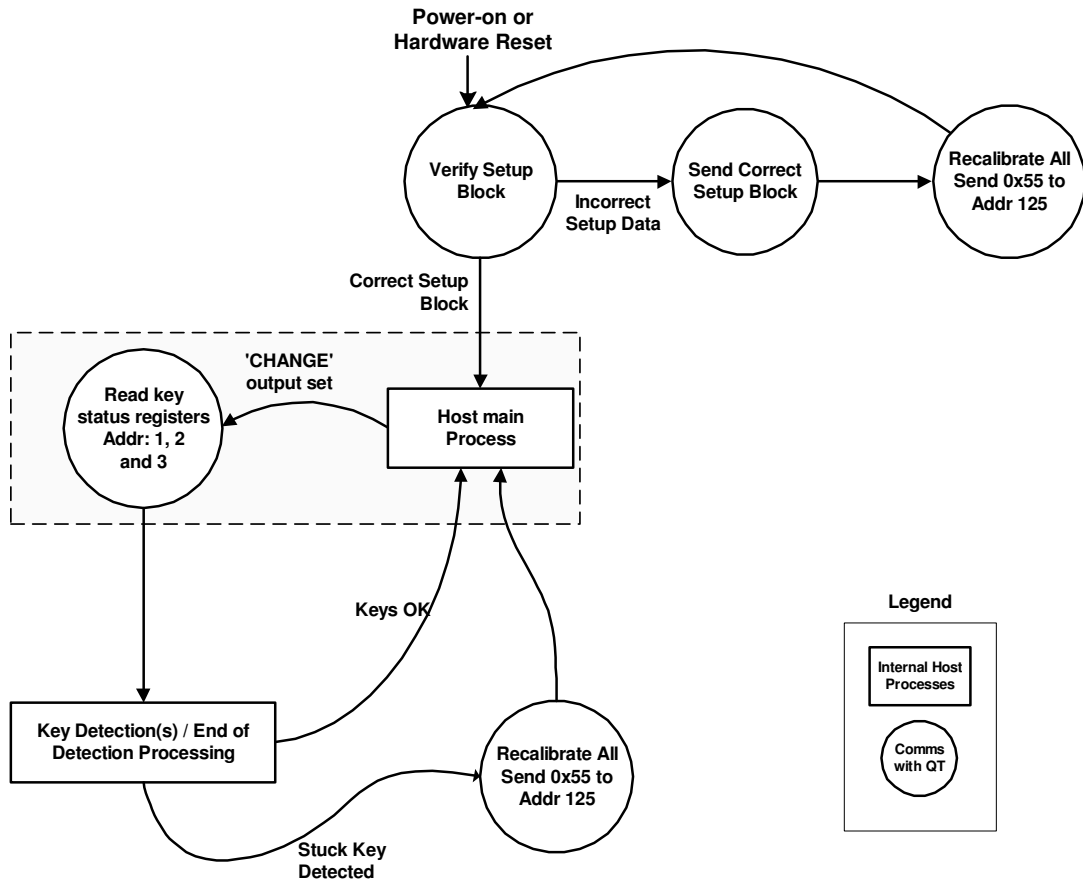 Power-on or
Hardware Reset
Verify Setup
Block
Incorrect
Setup Data
Send Correct
Setup Block
Recalibrate All
Send 0x55 to
Addr 125
Correct Setup
Block
'CHANGE'
output set
Read key
status registers
Addr: 1, 2
and 3
Host main
Process
Keys OK
Key Detection(s) / End of
Detection Processing
Stuck Key
Detected
Recalibrate All
Send 0x55 to
Addr 125
Legend
Internal Host
Processes
Comms
with QT